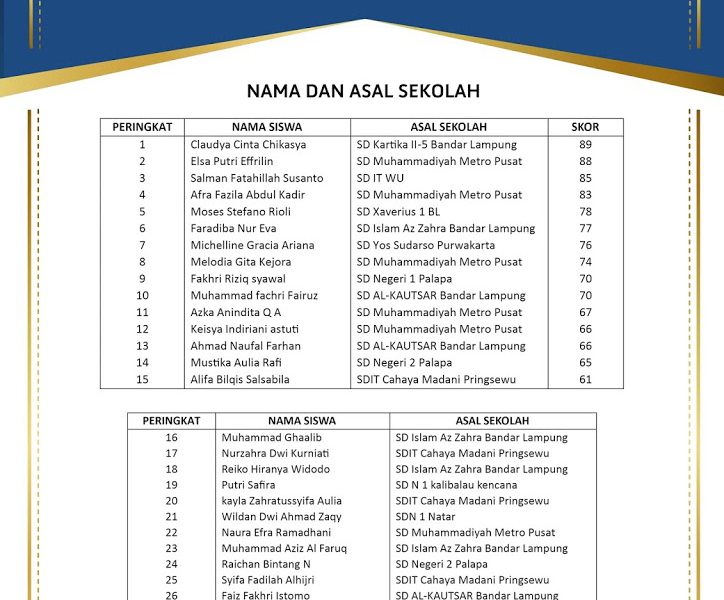 NAMA DAN ASAL SEKOLAH
PERINGKAT NAMA SISWA ASAL SEKOLAH SKOR
1 Claudya Cinta Chikasya SD Kartika II-5 Bandar Lampung 89
2 Elsa Putri Effrilin SD Muhammadiyah Metro Pusat 88
3 Salman Fatahillah Susanto SD IT WU 85
4 Afra Fazila Abdul Kadir SD Muhammadiyah Metro Pusat 83
5 Moses Stefano Rioli SD Xaverius 1 BL 78
6 Faradiba Nur Eva SD Islam Az Zahra Bandar Lampung 77
7 Michelline Gracia Ariana SD Yos Sudarso Purwakarta 76
8 Melodia Gita Kejora SD Muhammadiyah Metro Pusat 74
9 Fakhri Riziq syawal SD Negeri 1 Palapa 70
10 Muhammad fachri Fairuz SD AL-KAUTSAR Bandar Lampung 70
11 Azka Anindita Q A SD Muhammadiyah Metro Pusat 67
12 Keisya Indiriani astuti SD Muhammadiyah Metro Pusat 66
13 Ahmad Naufal Farhan SD AL-KAUTSAR Bandar Lampung 66
14 Mustika Aulia Rafi SD Negeri 2 Palapa 65
15 Alifa Bilqis Salsabila SDIT Cahaya Madani Pringsewu 61
PERINGKAT NAMA SISWA ASAL SEKOLAH
16 Muhammad Ghaalib SD Islam Az Zahra Bandar Lampung
17 Nurzahra Dwi Kurniati SDIT Cahaya Madani Pringsewu
18 Reiko Hiranya Widodo SD Islam Az Zahra Bandar Lampung
19 Putri Safira SD N 1 kalibalau kencana
20 kayla Zahratussyifa Aulia SDIT Cahaya Madani Pringsewu
21 Wildan Dwi Ahmad Zaqy SDN 1 Natar
22 Naura Efra Ramadhani SD Muhammadiyah Metro Pusat
23 Muhammad Aziz Al Faruq SD Islam Az Zahra Bandar Lampung
24 Raichan Bintang N SD Negeri 2 Palapa
25 Syifa Fadilah Alhijri SDIT Cahaya Madani Pringsewu
26 Faiz Fakhri Istomo SD AL-KAUTSAR Bandar Lampung